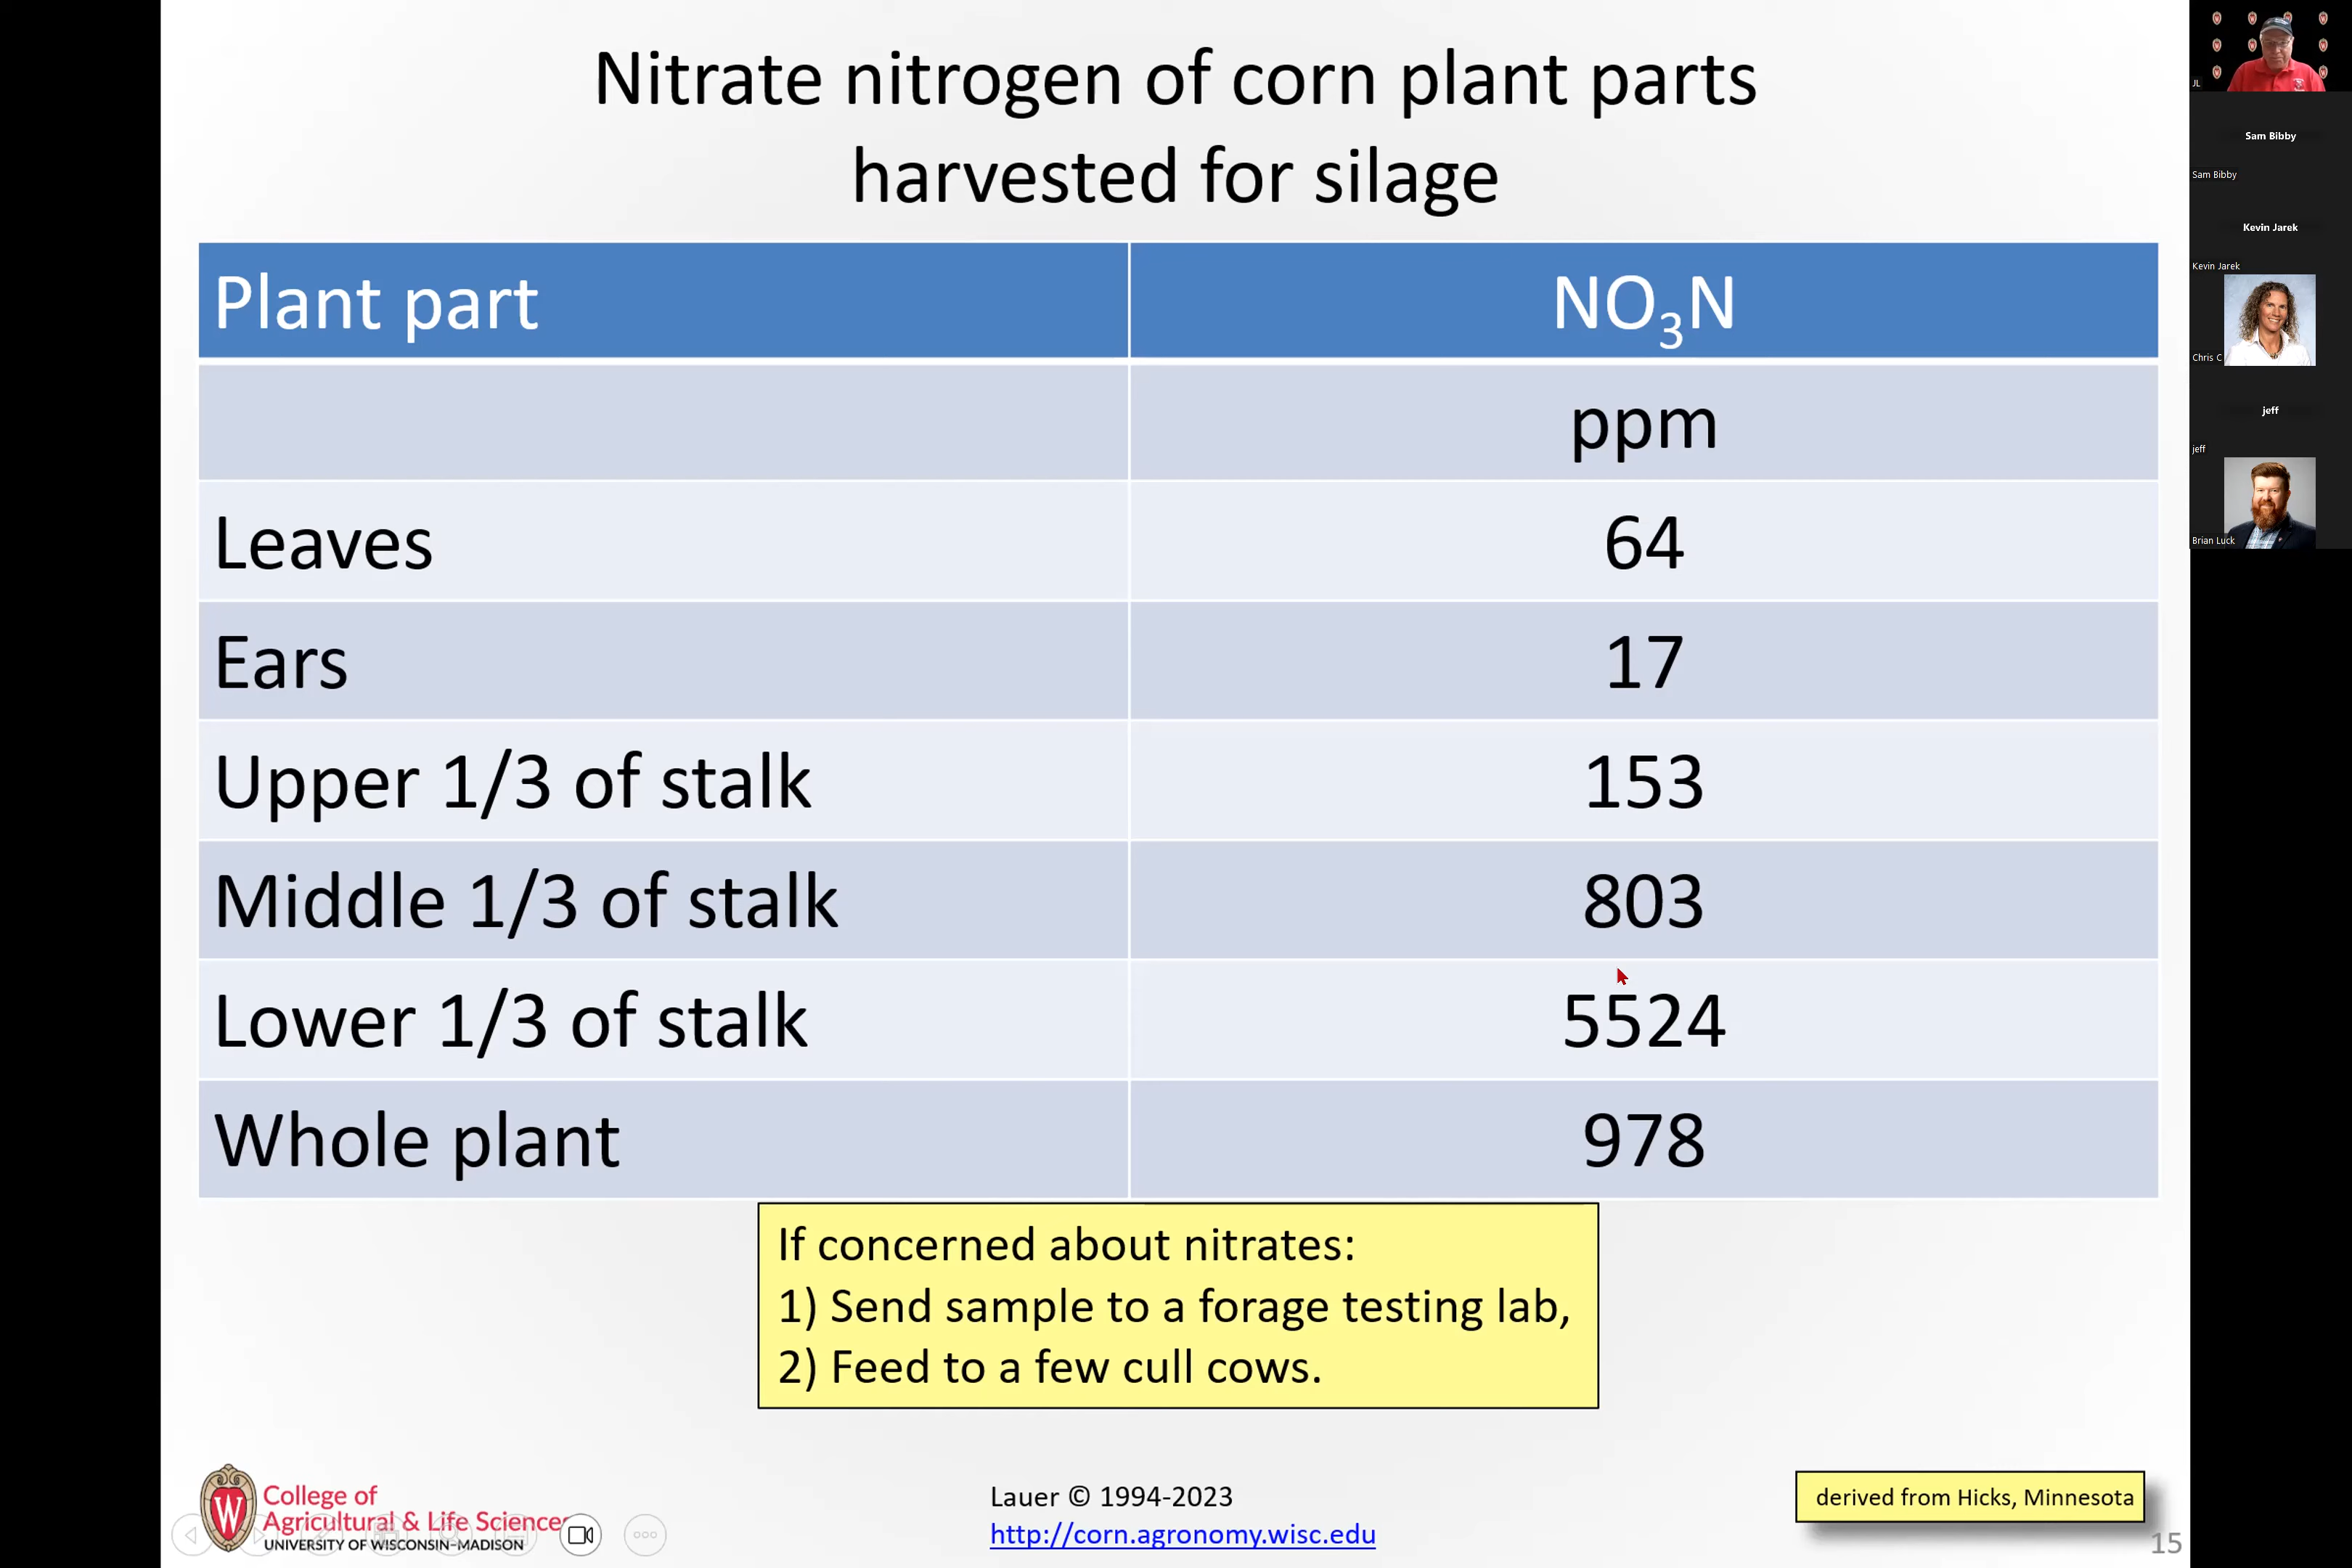 Nitrate nitrogen of corn plant parts
harvested for silage
Plant part NO₃N
ppm
Leaves 64
Ears 17
Upper 1/3 of stalk 153
Middle 1/3 of stalk 803
Lower 1/3 of stalk 5524
Whole plant 978
If concerned about nitrates:
1) Send sample to a forage testing lab,
2) Feed to a few cull cows.
W
College of
Agricultural & Life Sciences
UNIVERSITY OF WISCONSIN-MADISON
Lauer © 1994-2023
http://corn.agronomy.wisc.edu
derived from Hicks, Minnesota
15
JL
Sam Bibby
Sam Bibby
Kevin Jarek
Kevin Jarek
Chris C
jeff
jeff
Brian Luck